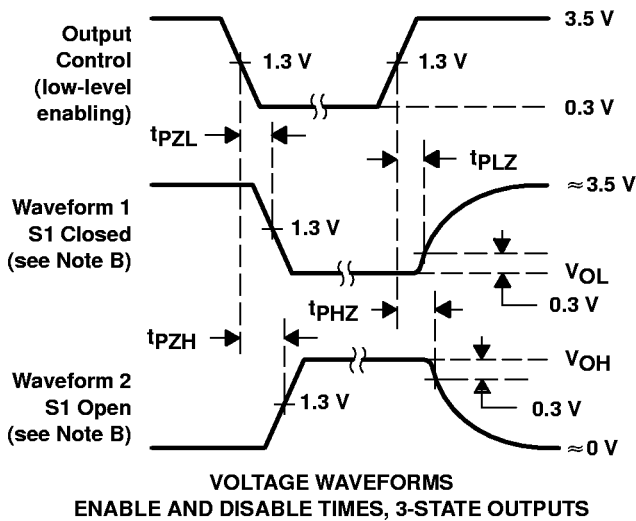 Output
Control
(low-level
enabling)
3.5 V
1.3 V
1.3 V
0.3 V
tPZL
tPLZ
Waveform 1
S1 Closed
(see Note B)
≈3.5 V
1.3 V
VOL
0.3 V
tPHZ
tPZH
Waveform 2
S1 Open
(see Note B)
VOH
1.3 V
0.3 V
≈0 V
VOLTAGE WAVEFORMS
ENABLE AND DISABLE TIMES, 3-STATE OUTPUTS